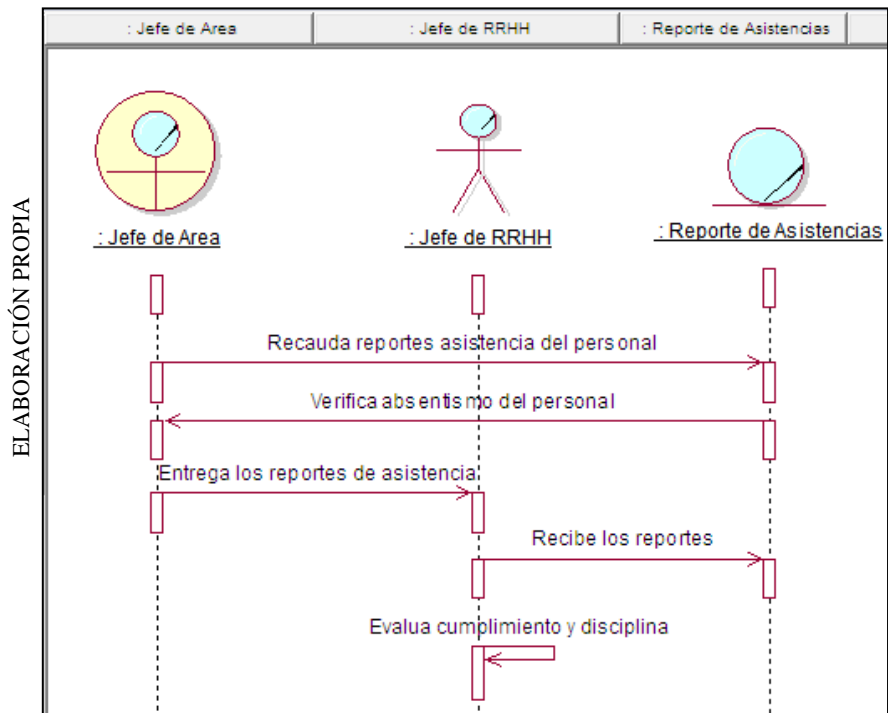 : Jefe de Area
: Jefe de RRHH
: Reporte de Asistencias
ELABORACIÓN PROPIA
: Jefe de Area
: Jefe de RRHH
: Reporte de Asistencias
Recauda reportes asistencia del personal
Verifica absentismo del personal
Entrega los reportes de asistencia
Recibe los reportes
Evalua cumplimiento y disciplina